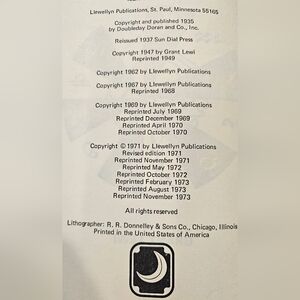 Llewellyn Publications, St. Paul, Minnesota 55165
Copyright and published 1935
by Doubleday Doran and Co., Inc.
Reissued 1937 Sun Dial Press
Copyright 1947 by Grant Lewi
Reprinted 1949
Copyright 1962 by Llewellyn Publications
Copyright 1967 by Llewellyn Publications
Reprinted 1968
Copyright 1969 by Llewellyn Publications
Reprinted July 1969
Reprinted December 1969
Reprinted April 1970
Reprinted October 1970
Copyright © 1971 by Llewellyn Publications
Revised edition 1971
Reprinted November 1971
Reprinted May 1972
Reprinted October 1972
Reprinted February 1973
Reprinted August 1973
Reprinted November 1973
All rights reserved
Lithographer: R. R. Donnelley & Sons Co., Chicago, Illinois
Printed in the United States of America